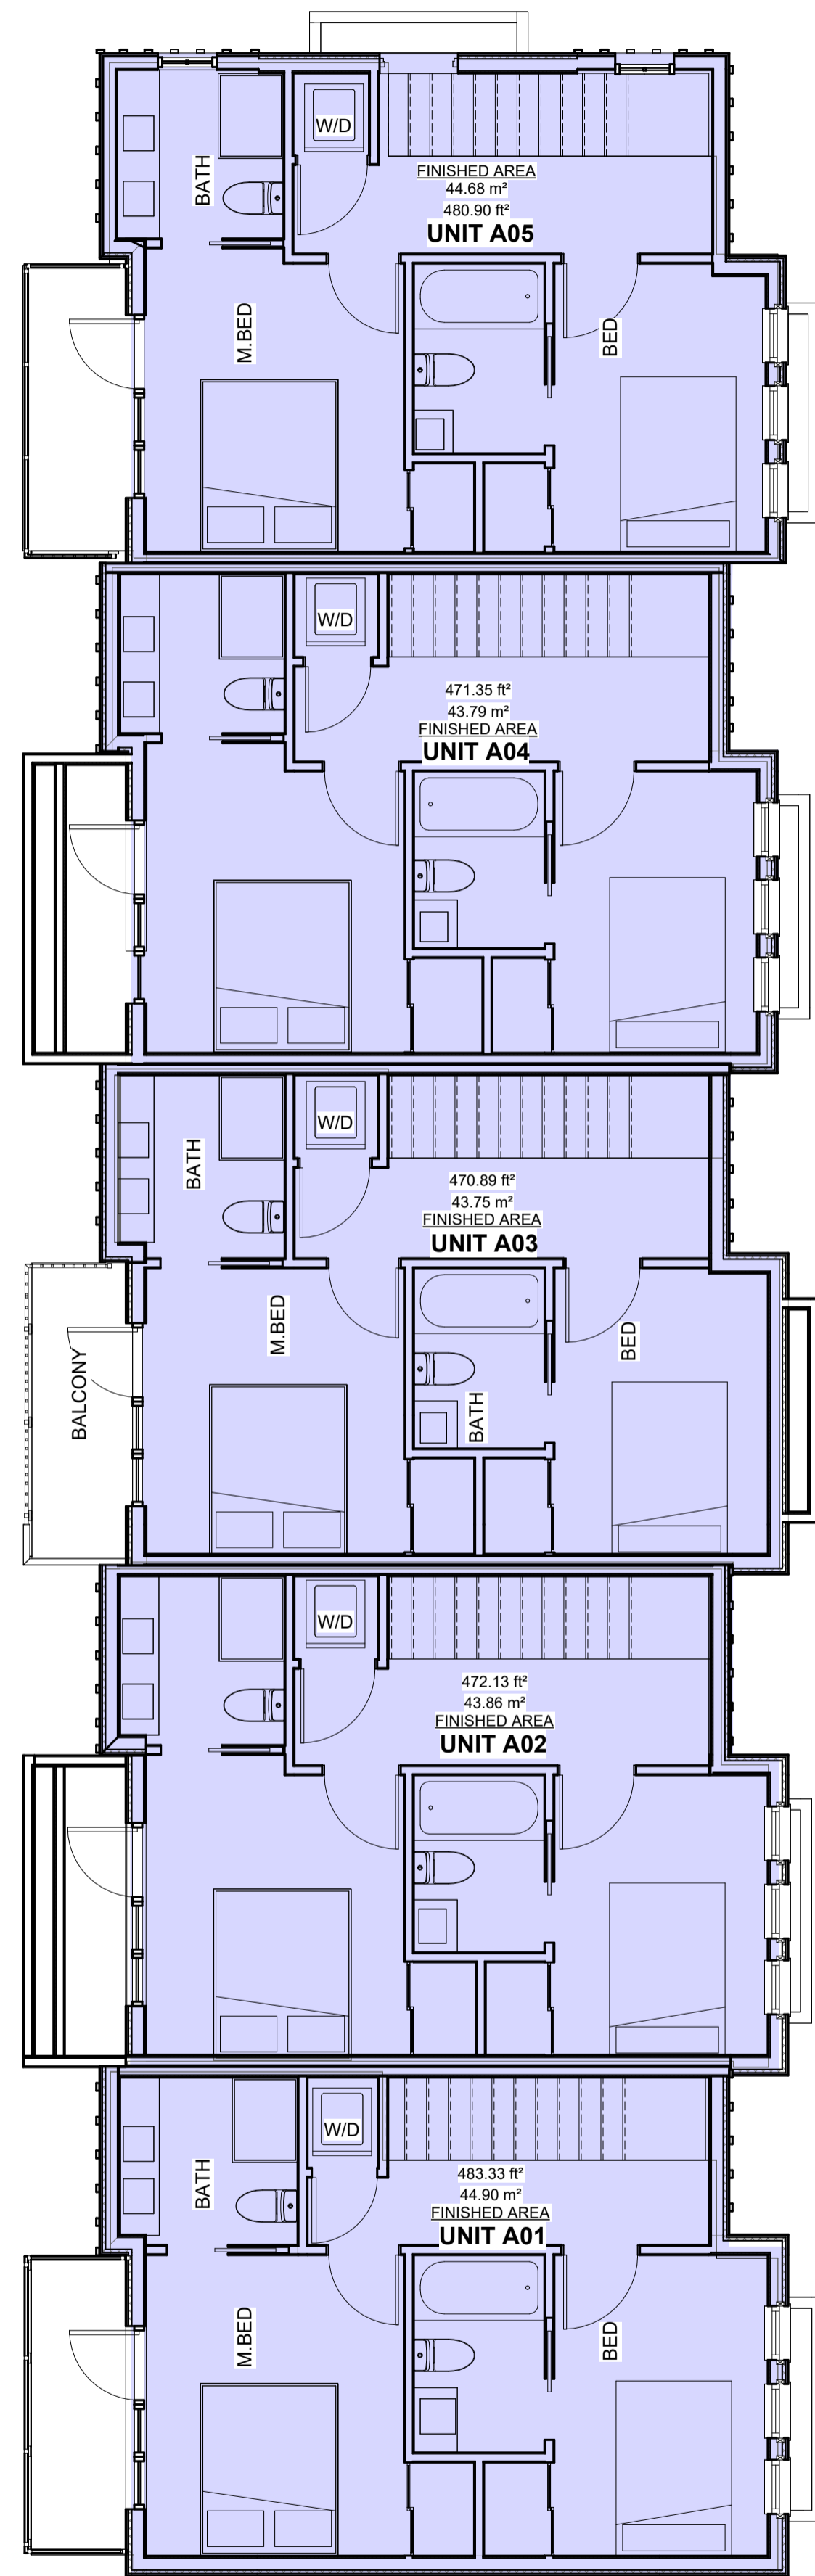 W/D
BATH
FINISHED AREA
44.68 m²
480.90 ft²
UNIT A05
M.BED
BED
W/D
471.35 ft²
43.79 m²
FINISHED AREA
UNIT A04
W/D
BATH
470.89 ft²
43.75 m²
FINISHED AREA
UNIT A03
M.BED
BED
BALCONY
BATH
W/D
472.13 ft²
43.86 m²
FINISHED AREA
UNIT A02
W/D
BATH
483.33 ft²
44.90 m²
FINISHED AREA
UNIT A01
M.BED
BED